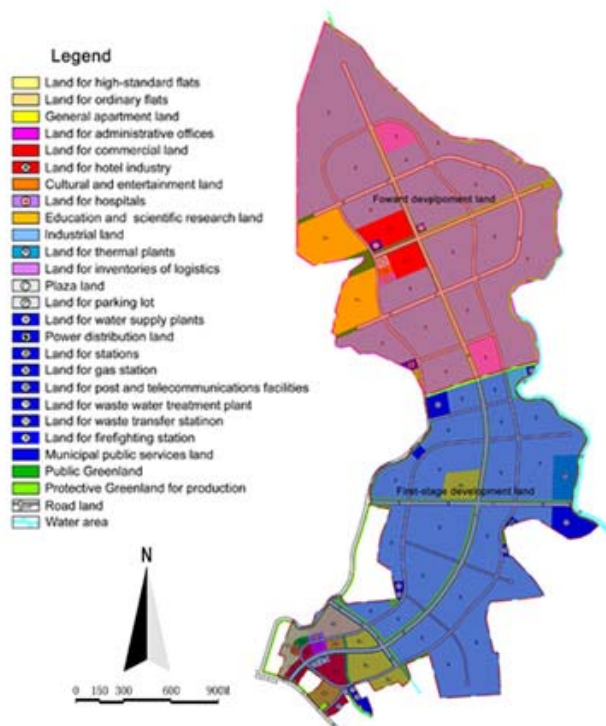 Legend
Land for high-standard flats
Land for ordinary flats
General apartment land
Land for administrative offices
Land for commercial land
Land for hotel industry
Cultural and entertainment land
Land for hospitals
Education and scientific research land
Industrial land
Land for thermal plants
Land for inventories of logistics
Plaza land
Land for parking lot
Land for water supply plants
Power distribution land
Land for stations
Land for gas station
Land for post and telecommunications facilities
Land for waste water treatment plant
Land for waste transfer statinon
Land for firefighting station
Municipal public services land
Public Greenland
Protective Greenland for production
Road land
Water area
Foward develpoment land
First-stage development land
N
0 150 300 600 900M